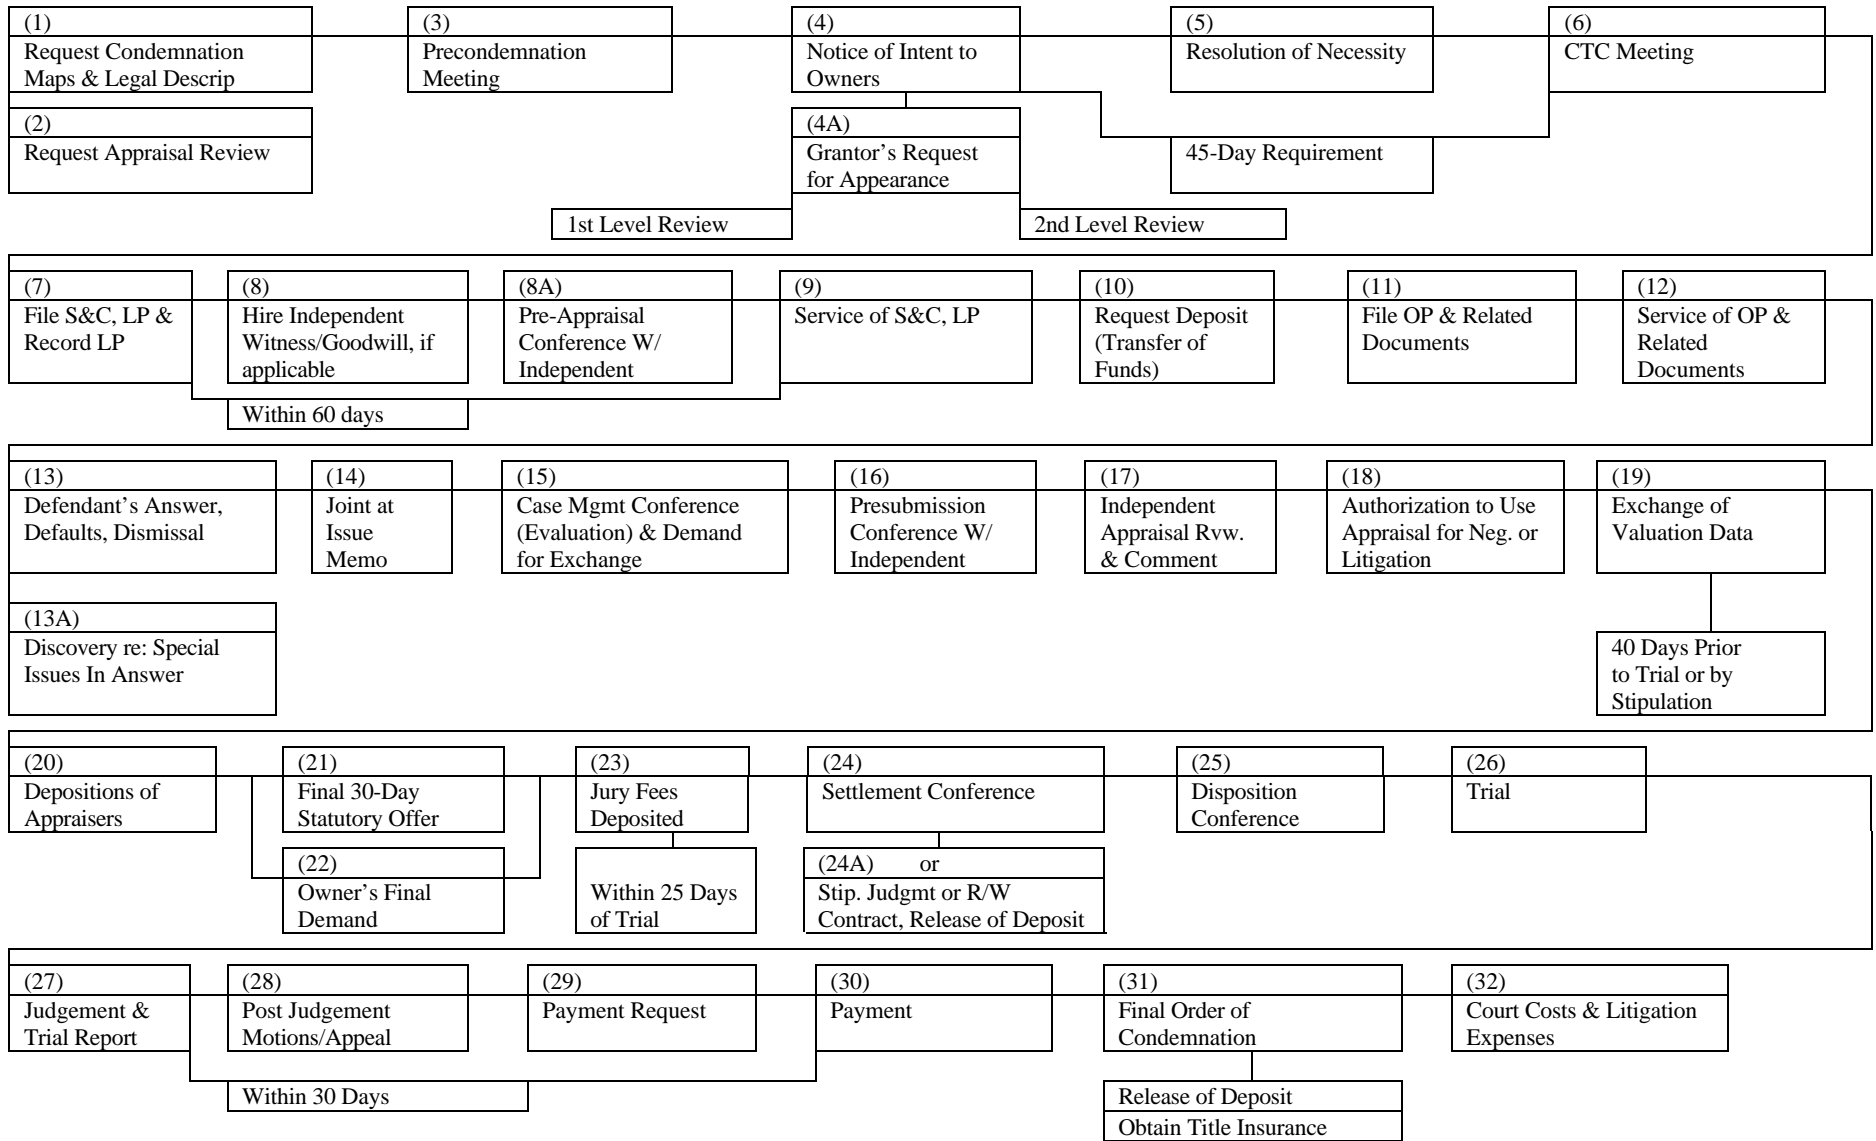 (1)
Request Condemnation
Maps & Legal Descrip
(3)
Precondemnation
Meeting
(4)
Notice of Intent to
Owners
(5)
Resolution of Necessity
(6)
CTC Meeting
(2)
Request Appraisal Review
(4A)
Grantor’s Request
for Appearance
45-Day Requirement
1st Level Review
2nd Level Review
(7)
File S&C, LP &
Record LP
(8)
Hire Independent
Witness/Goodwill, if
applicable
(8A)
Pre-Appraisal
Conference W/
Independent
(9)
Service of S&C, LP
(10)
Request Deposit
(Transfer of
Funds)
(11)
File OP & Related
Documents
(12)
Service of OP &
Related
Documents
Within 60 days
(13)
Defendant’s Answer,
Defaults, Dismissal
(14)
Joint at
Issue
Memo
(15)
Case Mgmt Conference
(Evaluation) & Demand
for Exchange
(16)
Presubmission
Conference W/
Independent
(17)
Independent
Appraisal Rvw.
& Comment
(18)
Authorization to Use
Appraisal for Neg. or
Litigation
(19)
Exchange of
Valuation Data
(13A)
Discovery re: Special
Issues In Answer
40 Days Prior
to Trial or by
Stipulation
(20)
Depositions of
Appraisers
(21)
Final 30-Day
Statutory Offer
(23)
Jury Fees
Deposited
(24)
Settlement Conference
(25)
Disposition
Conference
(26)
Trial
(22)
Owner’s Final
Demand
Within 25 Days
of Trial
(24A) or
Stip. Judgmt or R/W
Contract, Release of Deposit
(27)
Judgement &
Trial Report
(28)
Post Judgement
Motions/Appeal
(29)
Payment Request
(30)
Payment
(31)
Final Order of
Condemnation
(32)
Court Costs & Litigation
Expenses
Within 30 Days
Release of Deposit
Obtain Title Insurance